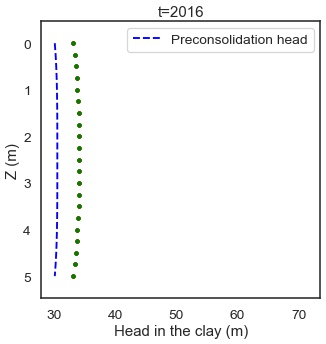 t=2016
Preconsolidation head
0
1
2
3
4
5
Z (m)
30 40 50 60 70
Head in the clay (m)